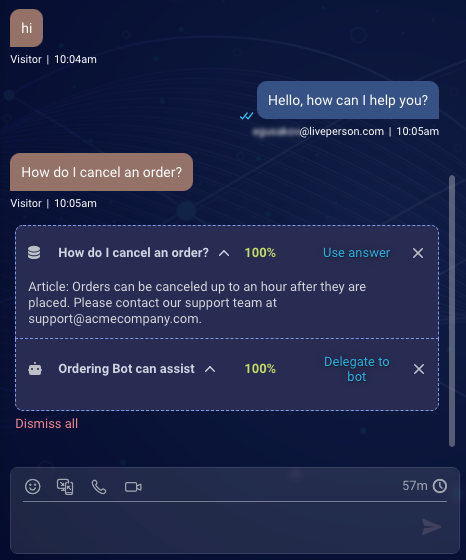 hi
Visitor | 10:04am
Hello, how can I help you?
@liveperson.com | 10:05am
How do I cancel an order?
Visitor | 10:05am
How do I cancel an order? 100% Use answer
Article: Orders can be canceled up to an hour after they are
placed. Please contact our support team at
support@acmecompany.com.
Ordering Bot can assist 100% Delegate to
bot
Dismiss all
57m